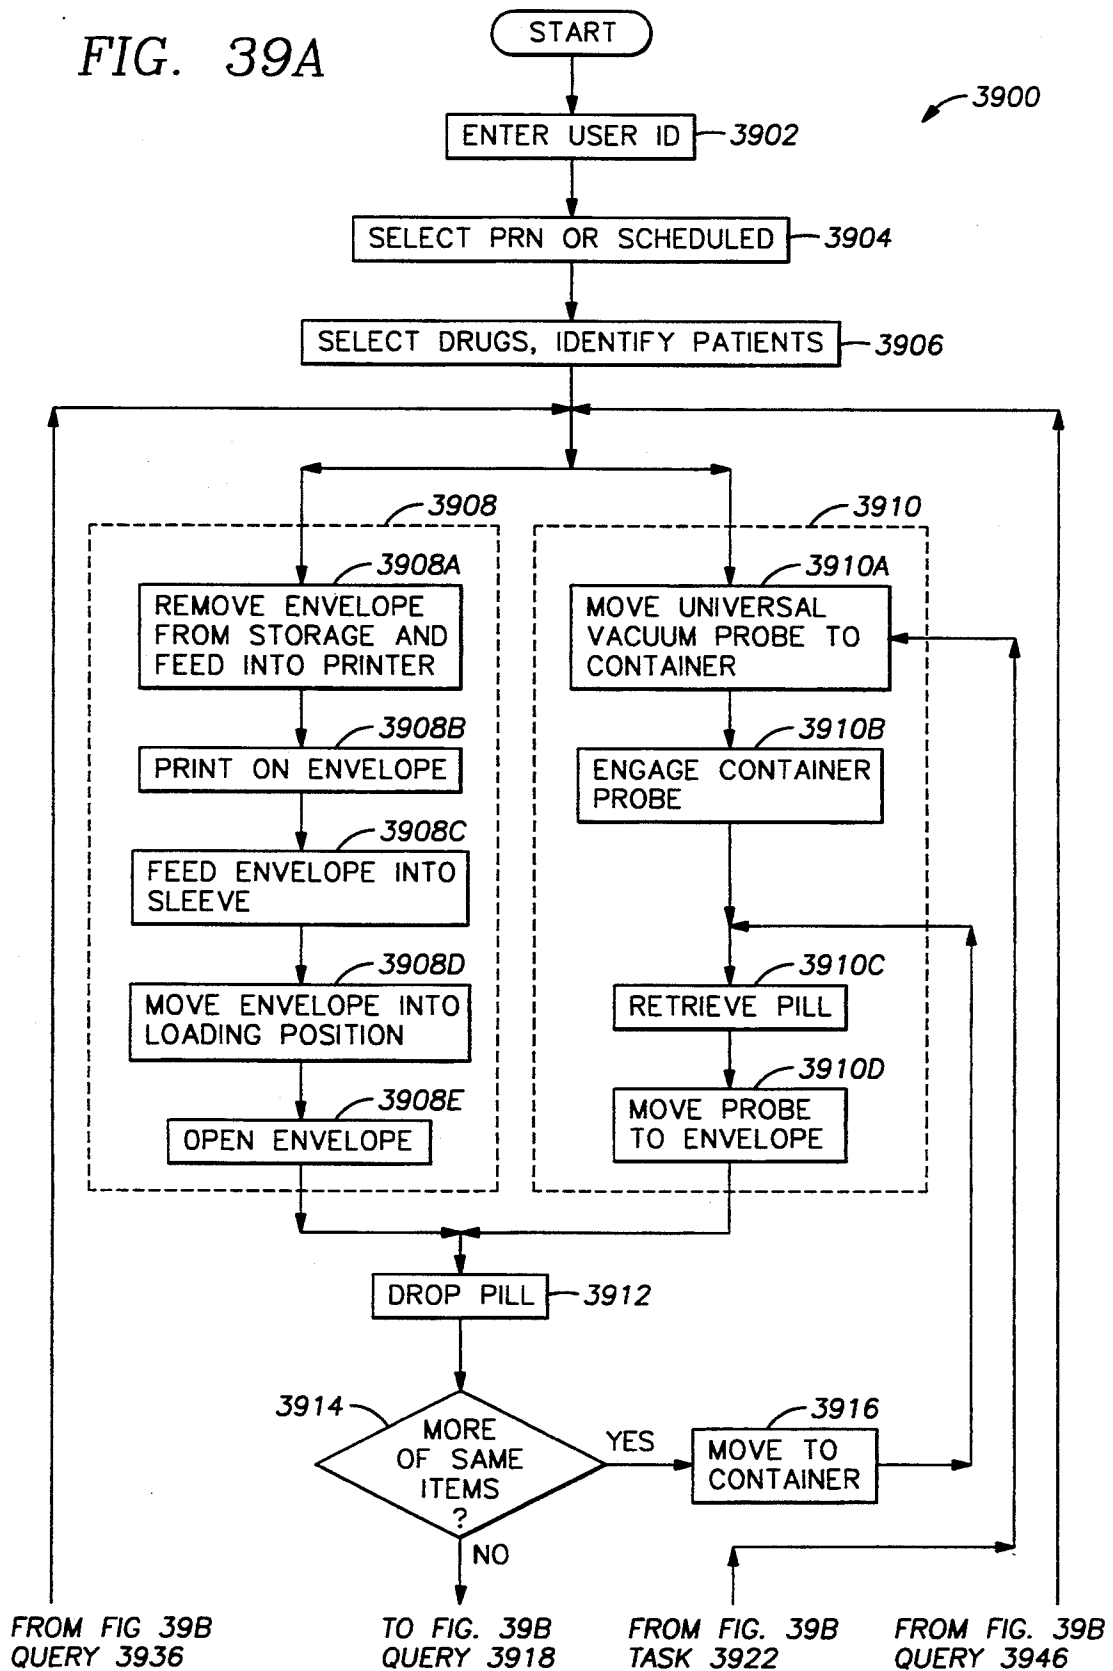 FIG. 39A
START
3900
ENTER USER ID
3902
SELECT PRN OR SCHEDULED
3904
SELECT DRUGS, IDENTIFY PATIENTS
3906
3908
3908A
REMOVE ENVELOPE
FROM STORAGE AND
FEED INTO PRINTER
3908B
PRINT ON ENVELOPE
3908C
FEED ENVELOPE INTO
SLEEVE
3908D
MOVE ENVELOPE INTO
LOADING POSITION
3908E
OPEN ENVELOPE
3910
3910A
MOVE UNIVERSAL
VACUUM PROBE TO
CONTAINER
3910B
ENGAGE CONTAINER
PROBE
3910C
RETRIEVE PILL
3910D
MOVE PROBE
TO ENVELOPE
DROP PILL
3912
3914
MORE
OF SAME
ITEMS
?
YES
3916
MOVE TO
CONTAINER
NO
FROM FIG 39B
QUERY 3936
TO FIG. 39B
QUERY 3918
FROM FIG. 39B
TASK 3922
FROM FIG. 39B
QUERY 3946